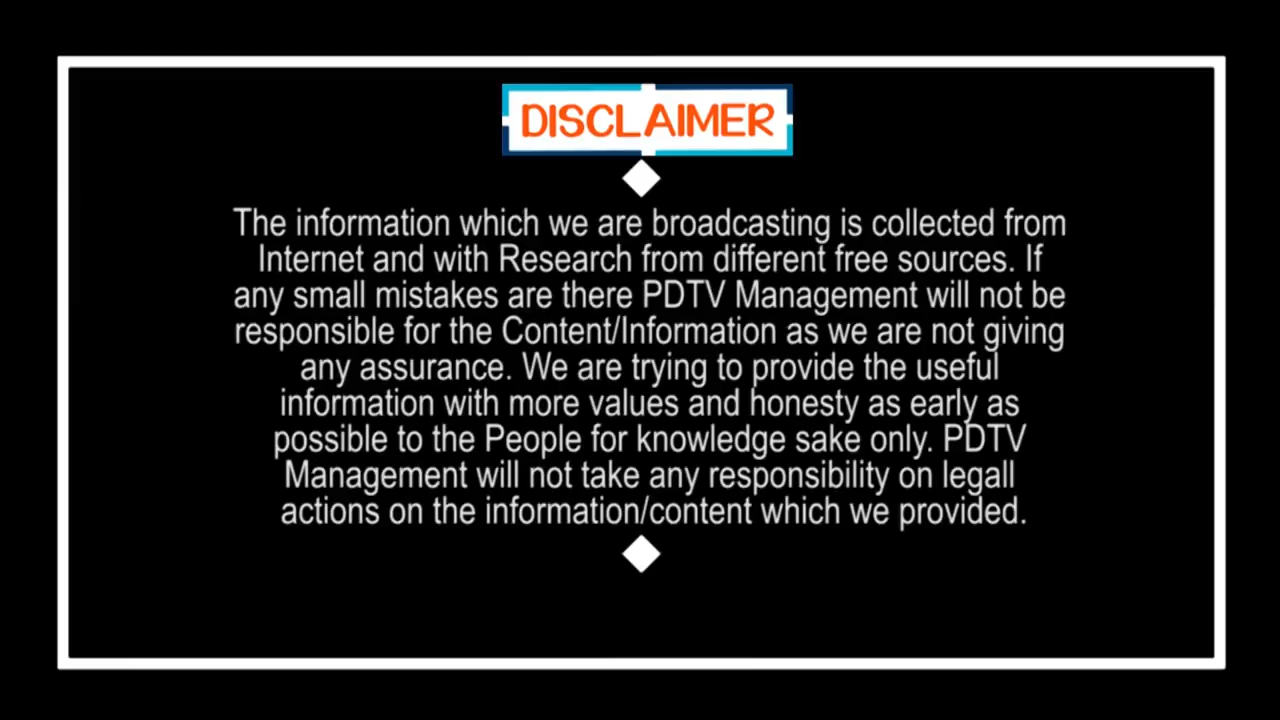 DISCLAIMER
The information which we are broadcasting is collected from
Internet and with Research from different free sources. If
any small mistakes are there PDTV Management will not be
responsible for the Content/Information as we are not giving
any assurance. We are trying to provide the useful
information with more values and honesty as early as
possible to the People for knowledge sake only. PDTV
Management will not take any responsibility on legall
actions on the information/content which we provided.